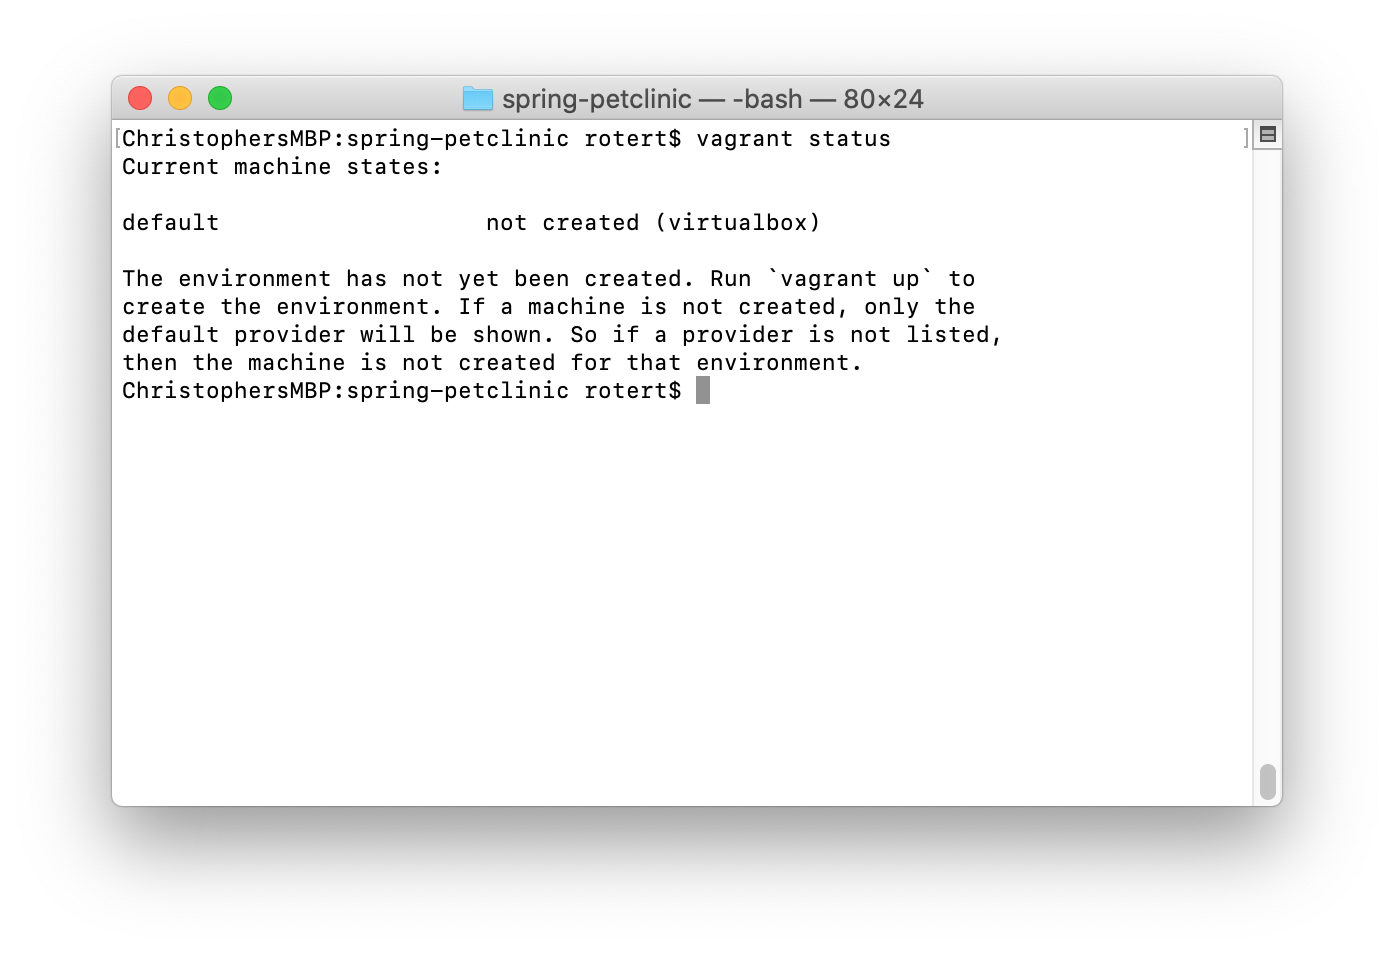 spring-petclinic — -bash — 80×24
[ChristophersMBP:spring-petclinic rotert$ vagrant status ]
Current machine states:
default not created (virtualbox)
The environment has not yet been created. Run `vagrant up` to
create the environment. If a machine is not created, only the
default provider will be shown. So if a provider is not listed,
then the machine is not created for that environment.
ChristophersMBP:spring-petclinic rotert$